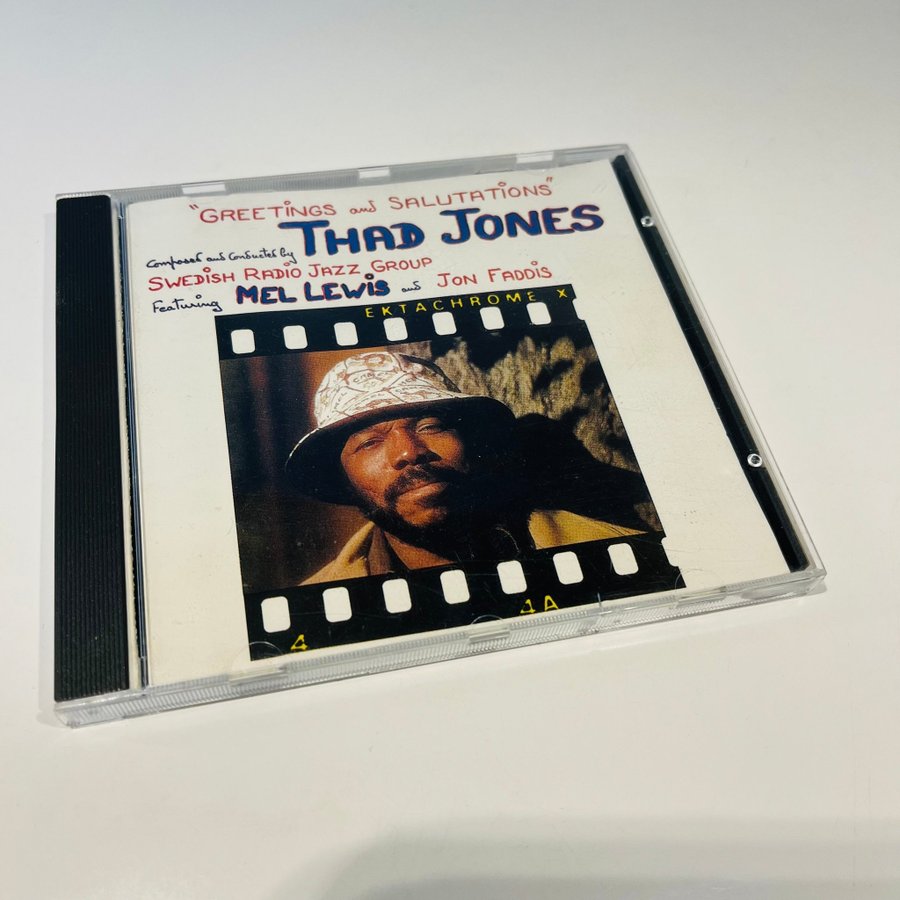 "GREETINGS and SALUTATIONS"
Composed and Conducted by THAD JONES
SWEDISH RADIO JAZZ GROUP
Featuring MEL LEWIS and JON FADDIS
EKTACHROME X
4 4A